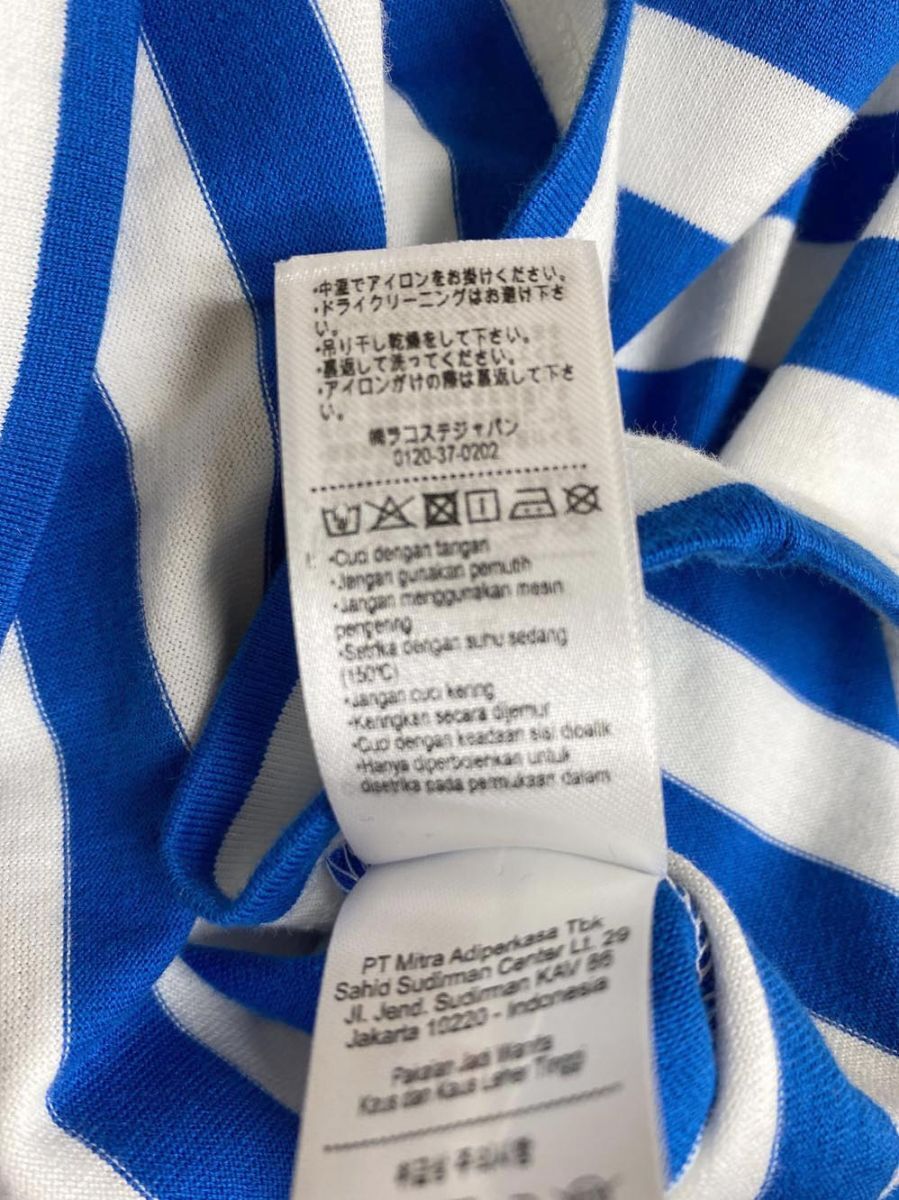 ・中温でアイロンをお掛けください。
・ドライクリーニングはお避け下さ
い。
・吊り干し乾燥をして下さい。
・裏返して洗ってください。
・アイロンがけの際は裏返して下さ
い。
㈱ラコステジャパン
0120-37-0202
•Cuci dengan tangan
•Jangan gunakan pemutih
•Jangan menggunakan mesin
pengering
•Setrika dengan suhu sedang
(150°C)
•Jangan cuci kering
•Keringkan secara dijemur
•Cuci dengan keadaan sisi dibalik
•Hanya diperbolehkan untuk
disetrika pada permukaan dalam
PT Mitra Adiperkasa Tbk
Sahid Sudirman Center Lt. 29
Jl. Jend. Sudirman KAV 86
Jakarta 10220 - Indonesia
Pakaian Jadi Wanita
Kaus dan Kaus Leher Tinggi
취급상 주의사항